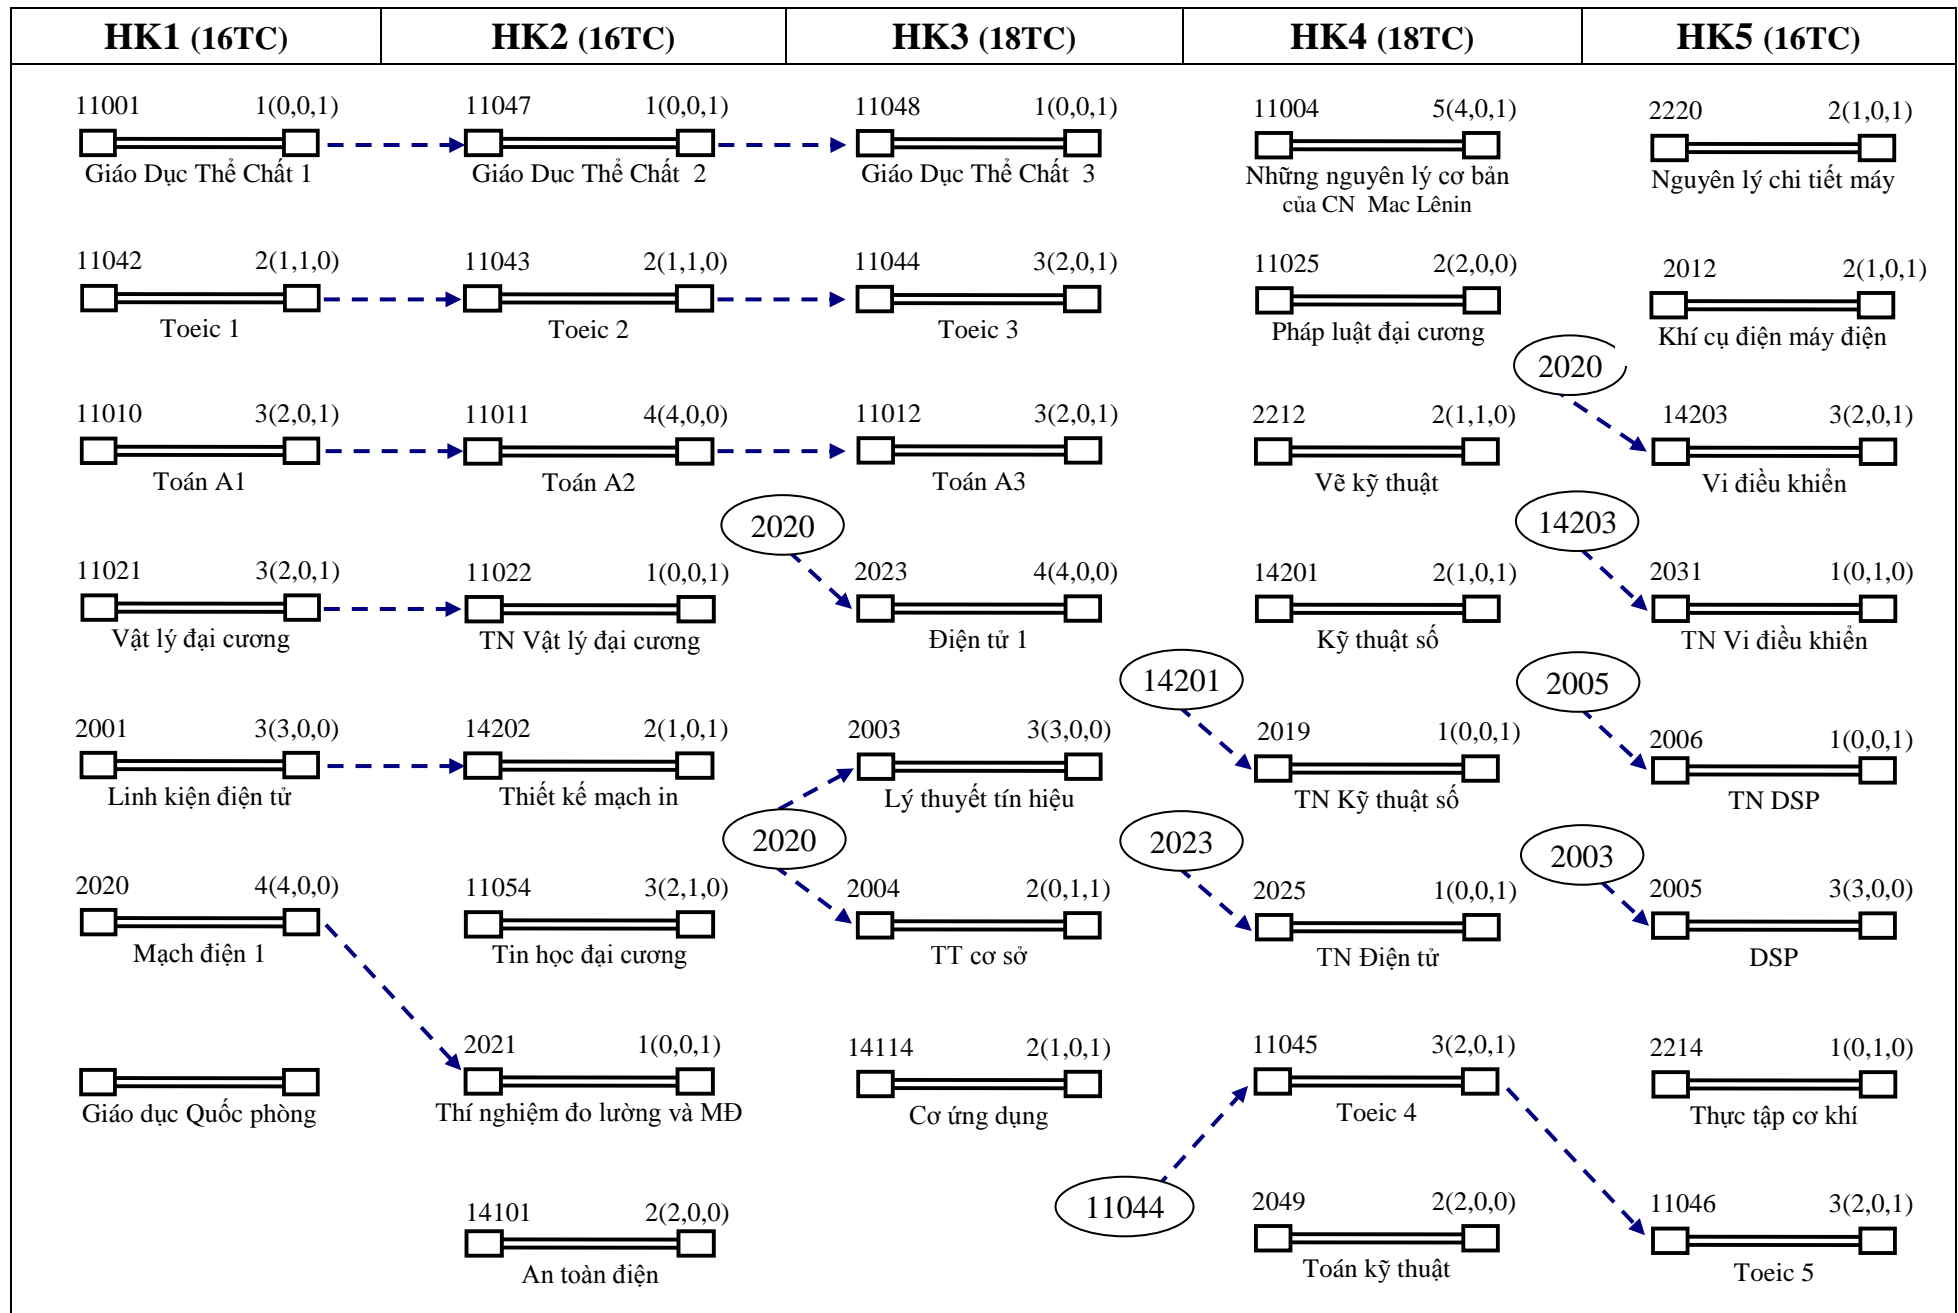 HK1 (16TC) HK2 (16TC) HK3 (18TC) HK4 (18TC) HK5 (16TC)
11001 1(0,0,1) 11047 1(0,0,1) 11048 1(0,0,1) 11004 5(4,0,1) 2220 2(1,0,1)
Giáo Dục Thể Chất 1 Giáo Duc Thể Chất 2 Giáo Duc Thể Chất 3 Những nguyên lý cơ bản Nguyên lý chi tiết máy
của CN Mac Lênin
11042 2(1,1,0) 11043 2(1,1,0) 11044 3(2,0,1) 11025 2(2,0,0) 2012 2(1,0,1)
Toeic 1 Toeic 2 Toeic 3 Pháp luật đại cương Khí cụ điện máy điện
2020
11010 3(2,0,1) 11011 4(4,0,0) 11012 3(2,0,1) 2212 2(1,1,0) 14203 3(2,0,1)
Toán A1 Toán A2 Toán A3 Vẽ kỹ thuật Vi điều khiển
2020 14203
11021 3(2,0,1) 11022 1(0,0,1) 2023 4(4,0,0) 14201 2(1,0,1) 2031 1(0,1,0)
Vật lý đại cương TN Vật lý đại cương Điện tử 1 Kỹ thuật số TN Vi điều khiển
14201 2005
2001 3(3,0,0) 14202 2(1,0,1) 2003 3(3,0,0) 2019 1(0,0,1) 2006 1(0,0,1)
Linh kiện điện tử Thiết kế mạch in Lý thuyết tín hiệu TN Kỹ thuật số TN DSP
2020 2023 2003
2020 4(4,0,0) 11054 3(2,1,0) 2004 2(0,1,1) 2025 1(0,0,1) 2005 3(3,0,0)
Mạch điện 1 Tin học đại cương TT cơ sở TN Điện tử DSP
2021 1(0,0,1) 14114 2(1,0,1) 11045 3(2,0,1) 2214 1(0,1,0)
Giáo dục Quốc phòng Thí nghiệm đo lường và MĐ Cơ ứng dụng Toeic 4 Thực tập cơ khí
11044
14101 2(2,0,0) 2049 2(2,0,0) 11046 3(2,0,1)
An toàn điện Toán kỹ thuật Toeic 5